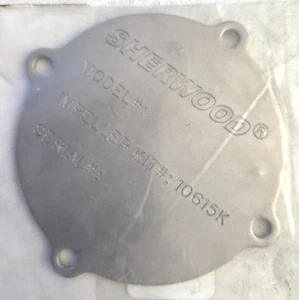 SHERWOOD®
MODEL#:
IMPELLER KIT#: 10615K
SERIAL#: